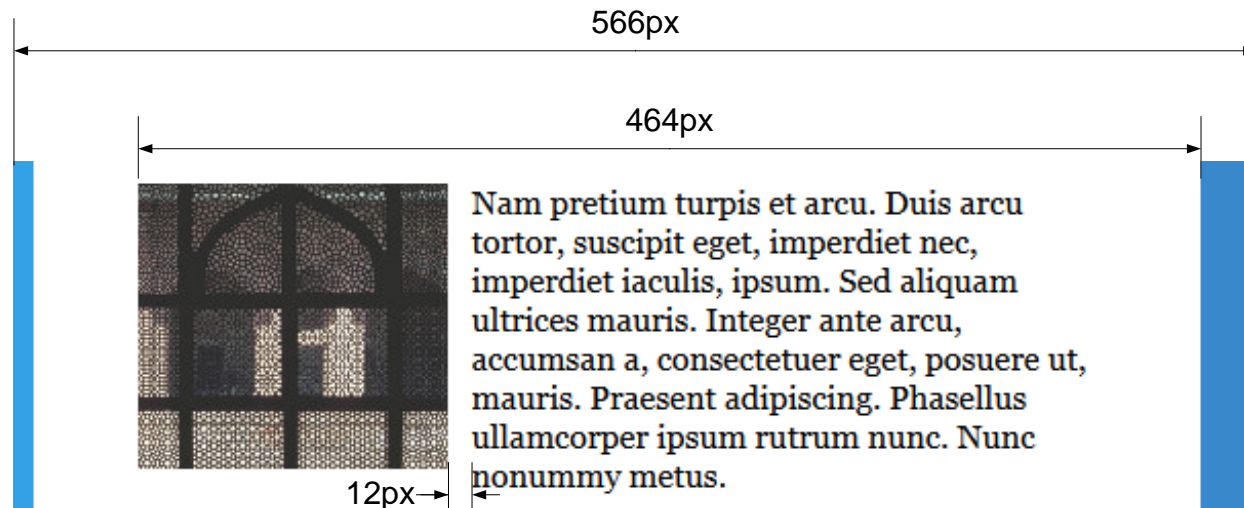 566px
464px
Nam pretium turpis et arcu. Duis arcu
tortor, suscipit eget, imperdiet nec,
imperdiet iaculis, ipsum. Sed aliquam
ultrices mauris. Integer ante arcu,
accumsan a, consectetuer eget, posuere ut,
mauris. Praesent adipiscing. Phasellus
ullamcorper ipsum rutrum nunc. Nunc
nonummy metus.
12px